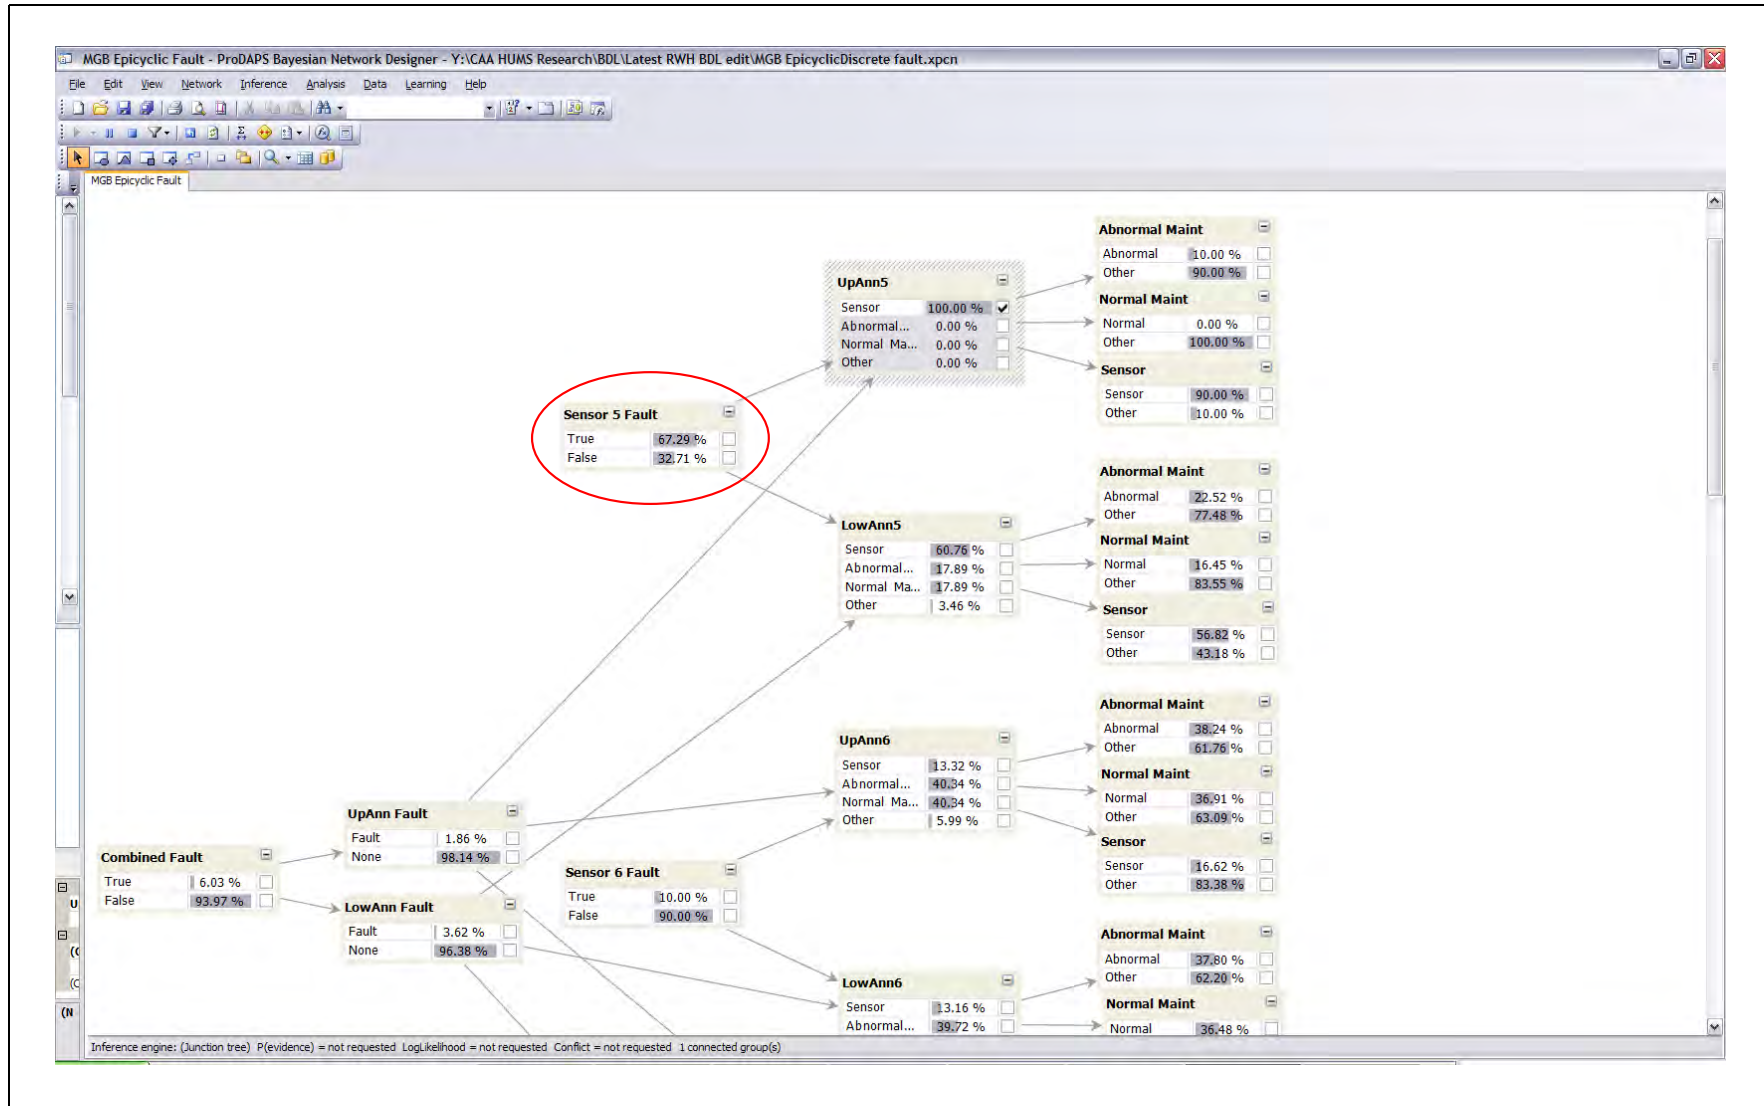 MGB Epicyclic Fault - ProDAPS Bayesian Network Designer - Y:\CAA HUMS Research\BDL\Latest RWH BDL edit\MGB EpicyclicDiscrete fault.xpcn
File Edit View Network Inference Analysis Data Learning Help
MGB Epicyclic Fault
Abnormal Maint
Abnormal 10.00 %
Other 90.00 %
Normal Maint
Normal 0.00 %
Other 100.00 %
Sensor
Sensor 90.00 %
Other 10.00 %
UpAnn5
Sensor 100.00 %
Abnormal... 0.00 %
Normal Ma... 0.00 %
Other 0.00 %
Sensor 5 Fault
True 67.29 %
False 32.71 %
Abnormal Maint
Abnormal 22.52 %
Other 77.48 %
Normal Maint
Normal 16.45 %
Other 83.55 %
Sensor
Sensor 56.82 %
Other 43.18 %
LowAnn5
Sensor 60.76 %
Abnormal... 17.89 %
Normal Ma... 17.89 %
Other 3.46 %
Abnormal Maint
Abnormal 38.24 %
Other 61.76 %
Normal Maint
Normal 36.91 %
Other 63.09 %
Sensor
Sensor 16.62 %
Other 83.38 %
UpAnn6
Sensor 13.32 %
Abnormal... 40.34 %
Normal Ma... 40.34 %
Other 5.99 %
UpAnn Fault
Fault 1.86 %
None 98.14 %
Combined Fault
True 6.03 %
False 93.97 %
Sensor 6 Fault
True 10.00 %
False 90.00 %
LowAnn Fault
Fault 3.62 %
None 96.38 %
Abnormal Maint
Abnormal 37.80 %
Other 62.20 %
Normal Maint
Normal 36.48 %
LowAnn6
Sensor 13.16 %
Abnormal... 39.72 %
U
(C
(C
(N
Inference engine: (Junction tree) P(evidence) = not requested LogLikelihood = not requested Conflict = not requested 1 connected group(s)